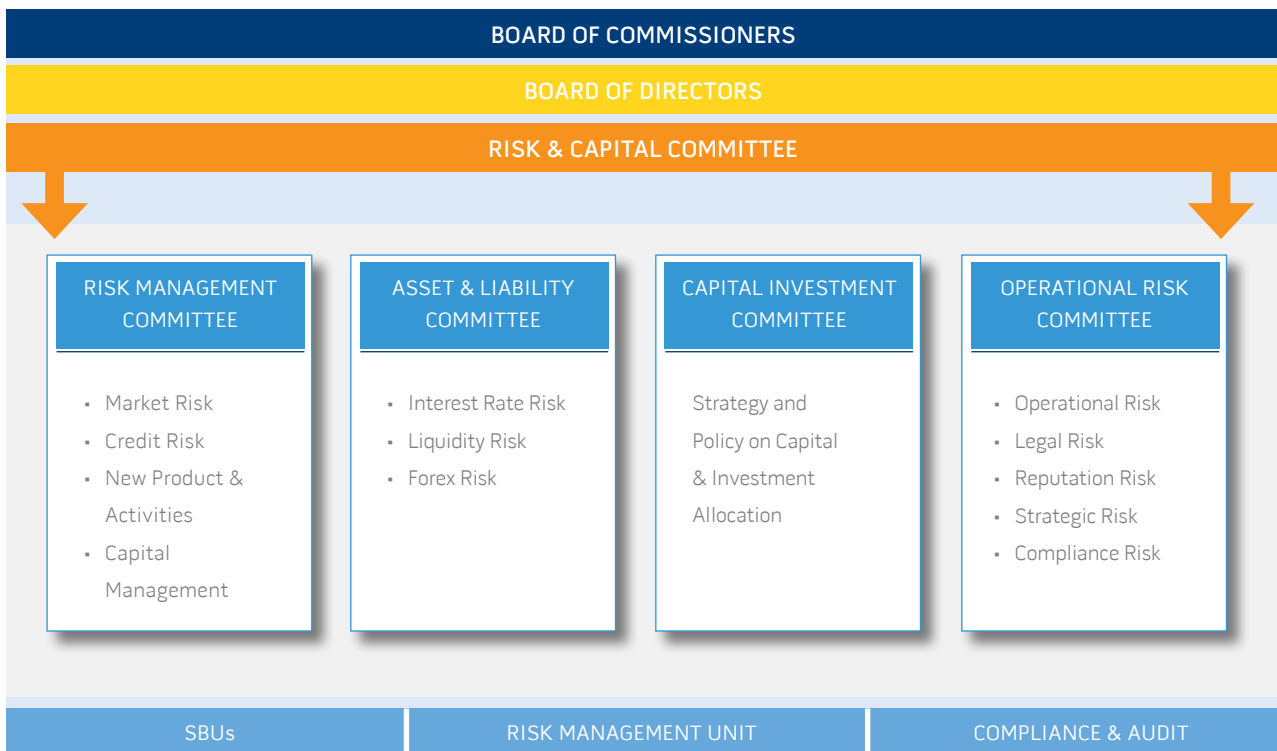 BOARD OF COMMISSIONERS
BOARD OF DIRECTORS
RISK & CAPITAL COMMITTEE
RISK MANAGEMENT
COMMITTEE
• Market Risk
• Credit Risk
• New Product &
Activities
• Capital
Management
ASSET & LIABILITY
COMMITTEE
• Interest Rate Risk
• Liquidity Risk
• Forex Risk
CAPITAL INVESTMENT
COMMITTEE
Strategy and
Policy on Capital
& Investment
Allocation
OPERATIONAL RISK
COMMITTEE
• Operational Risk
• Legal Risk
• Reputation Risk
• Strategic Risk
• Compliance Risk
SBUs
RISK MANAGEMENT UNIT
COMPLIANCE & AUDIT